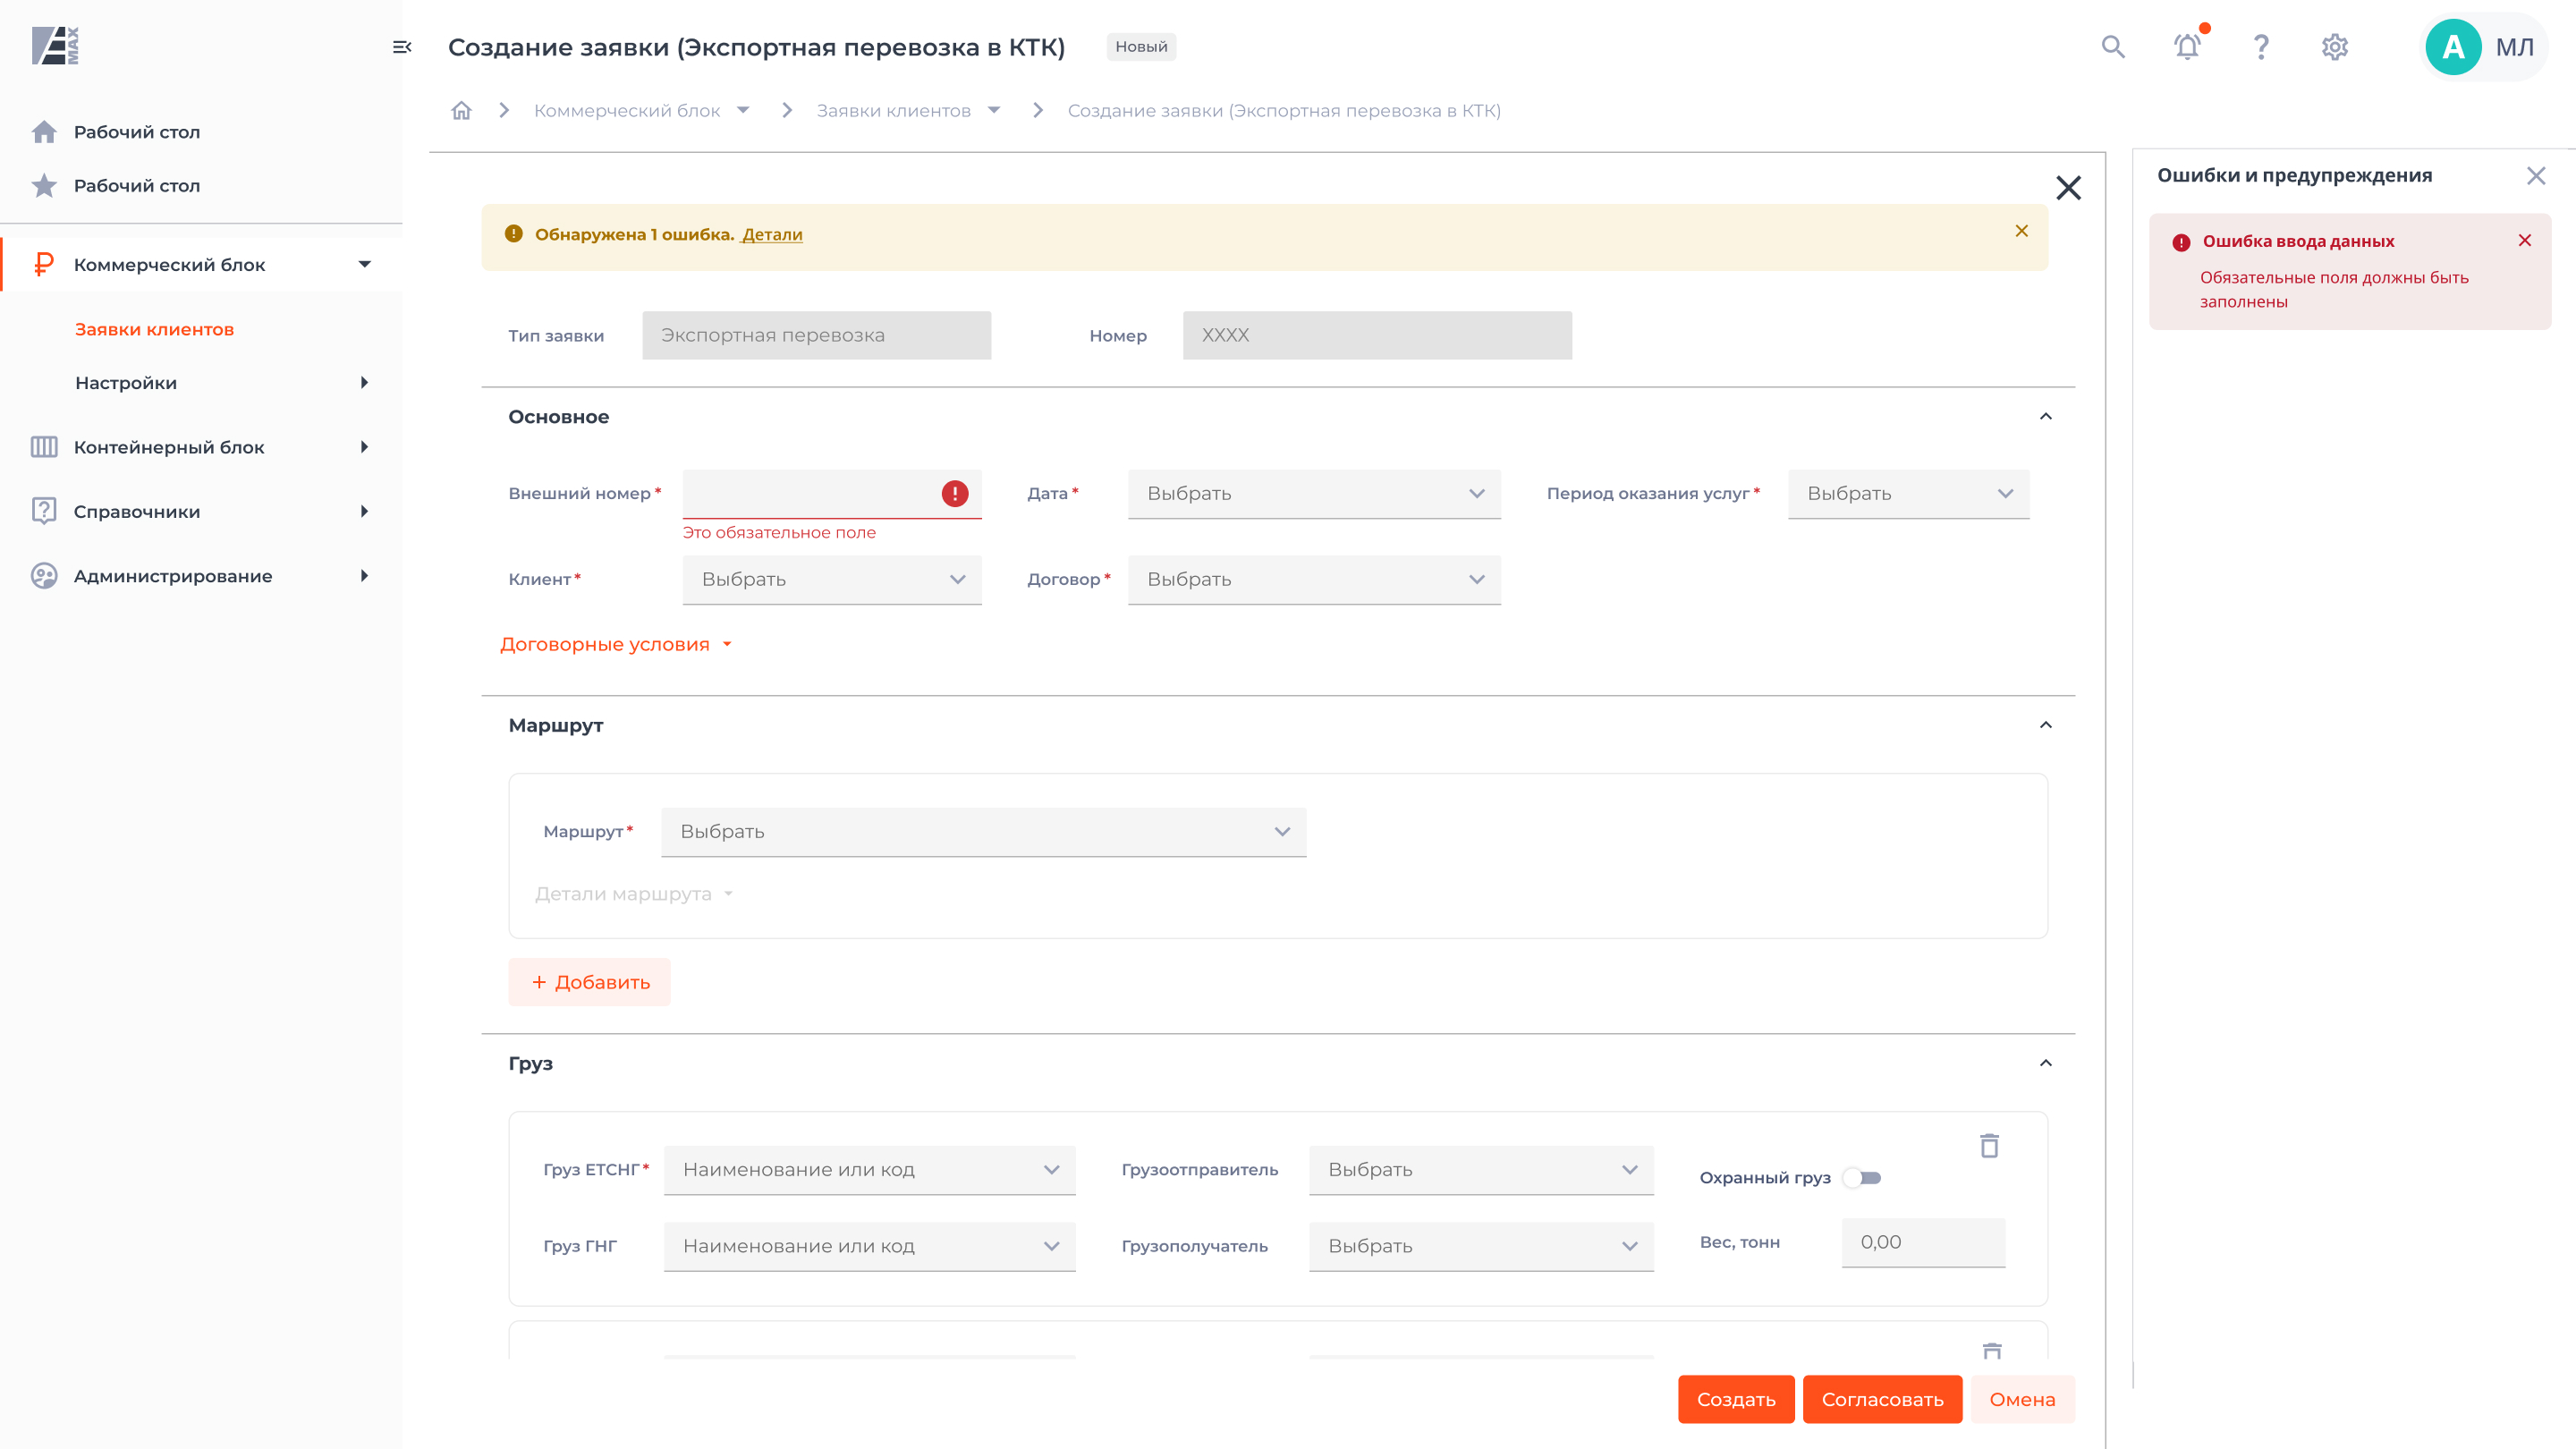 MAX
Создание заявки (Экспортная перевозка в КТК)
Новый
А
МЛ
Коммерческий блок
Заявки клиентов
Создание заявки (Экспортная перевозка в КТК)
Рабочий стол
Рабочий стол
Коммерческий блок
Заявки клиентов
Настройки
Контейнерный блок
Справочники
Администрирование
Обнаружена 1 ошибка. Детали
Тип заявки
Экспортная перевозка
Номер
XXXX
Основное
Внешний номер*
Это обязательное поле
Дата*
Выбрать
Период оказания услуг*
Выбрать
Клиент*
Выбрать
Договор*
Выбрать
Договорные условия
Маршрут
Маршрут*
Выбрать
Детали маршрута
+ Добавить
Груз
Груз ЕТСНГ*
Наименование или код
Грузоотправитель
Выбрать
Охранный груз
Груз ГНГ
Наименование или код
Грузополучатель
Выбрать
Вес, тонн
0,00
Создать
Согласовать
Омена
Ошибки и предупреждения
Ошибка ввода данных
Обязательные поля должны быть
заполнены